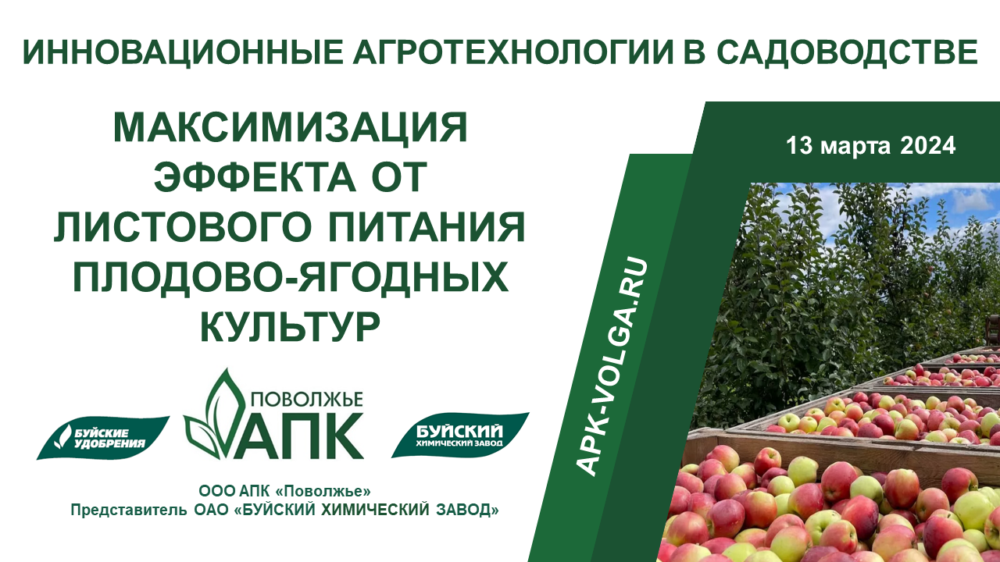 ИННОВАЦИОННЫЕ АГРОТЕХНОЛОГИИ В САДОВОДСТВЕ
МАКСИМИЗАЦИЯ
ЭФФЕКТА ОТ
ЛИСТОВОГО ПИТАНИЯ
ПЛОДОВО-ЯГОДНЫХ
КУЛЬТУР
13 марта 2024
APK-VOLGA.RU
БУЙСКИЕ
УДОБРЕНИЯ
ПОВОЛЖЬЕ
АПК
БУЙСКИЙ
ХИМИЧЕСКИЙ ЗАВОД
ООО АПК «Поволжье»
Представитель ОАО «БУЙСКИЙ ХИМИЧЕСКИЙ ЗАВОД»